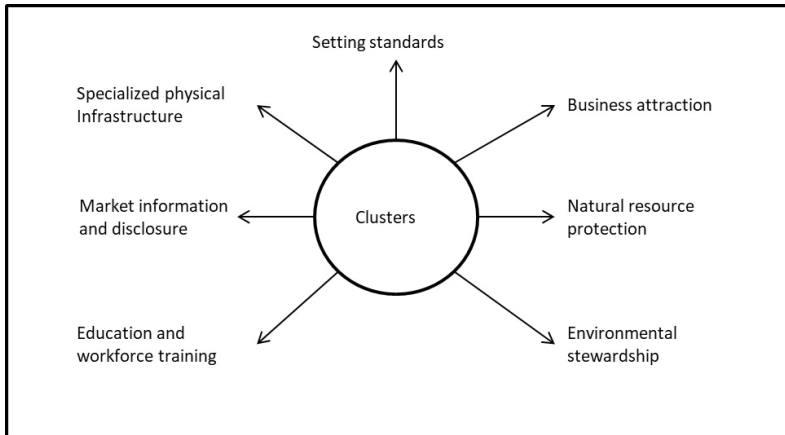 Setting standards
Specialized physical
Infrastructure
Business attraction
Market information
and disclosure
Clusters
Natural resource
protection
Education and
workforce training
Environmental
stewardship